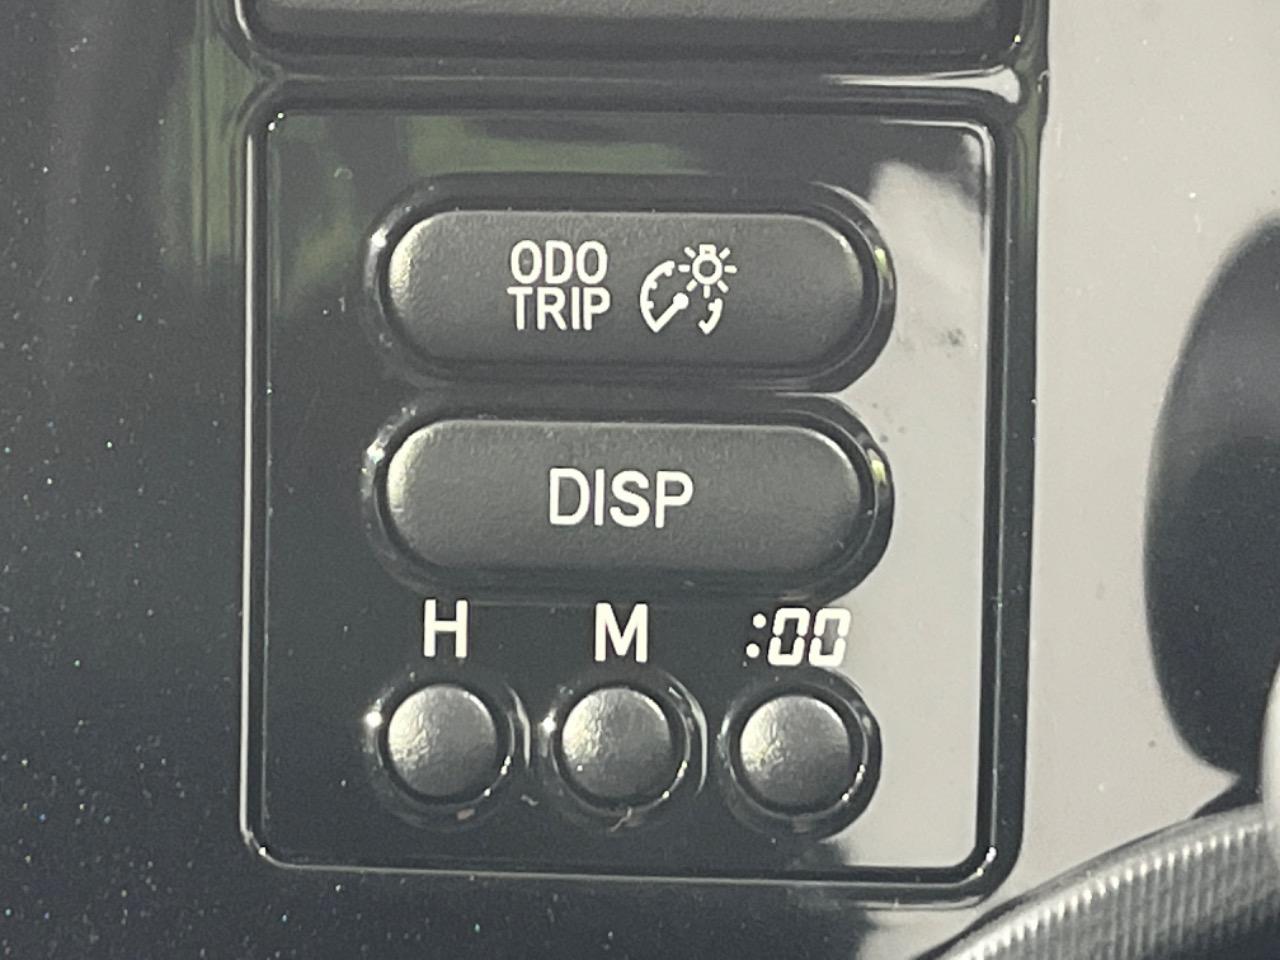 ODO
TRIP
DISP
H M :00